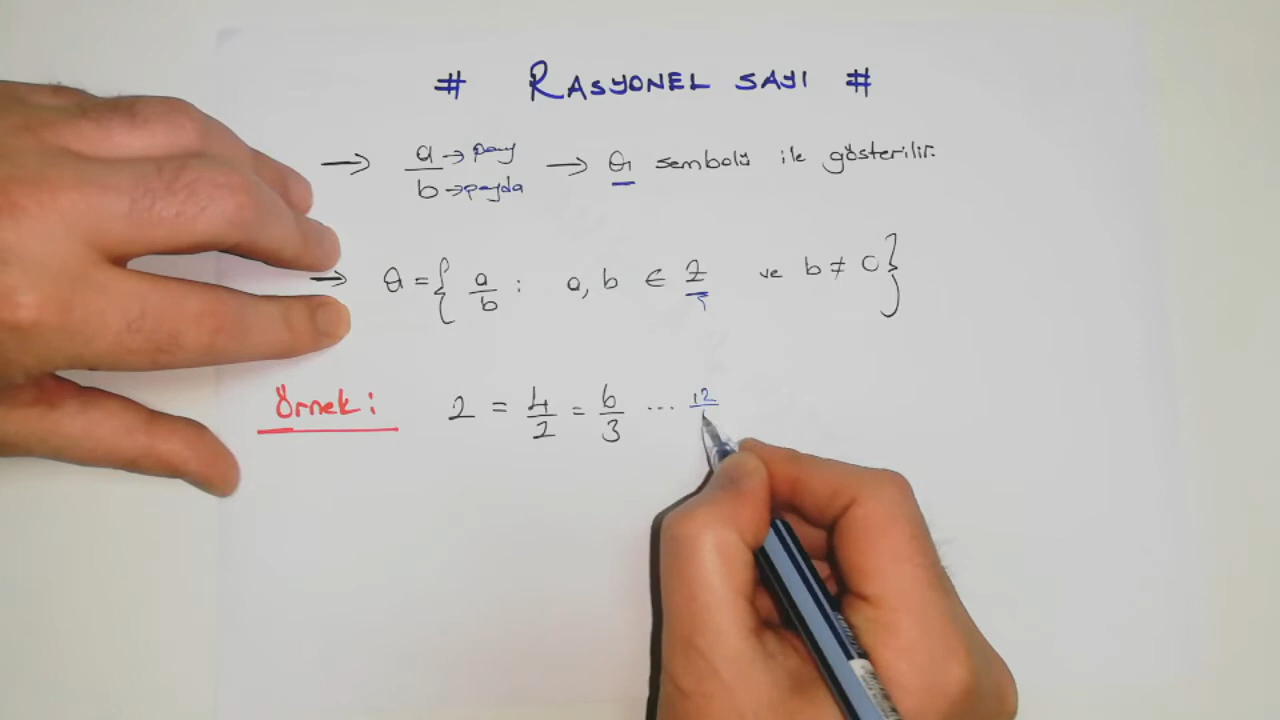 # RASYONEL SAYI #
→ a/b a → pay b → payda → Q sembolü ile gösterilir.
→ Q = { a/b : a, b ∈ Z ve b ≠ 0 }
Örnek: 2 = 4/2 = 6/3 ... 12